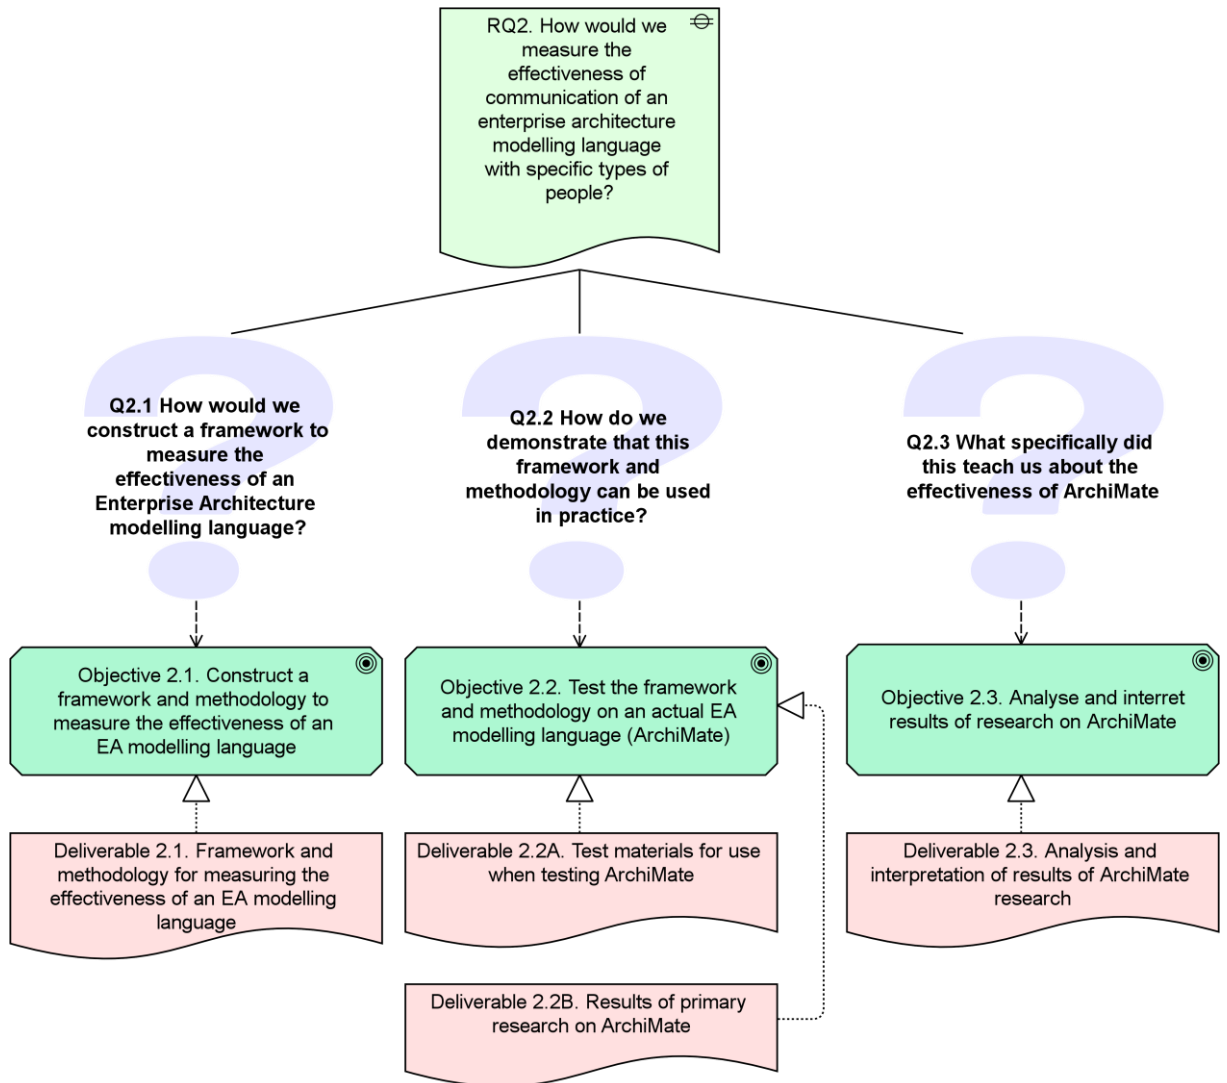 RQ2. How would we
measure the
effectiveness of
communication of an
enterprise architecture
modelling language
with specific types of
people?
Q2.1 How would we
construct a framework to
measure the
effectiveness of an
Enterprise Architecture
modelling language?
Q2.2 How do we
demonstrate that this
framework and
methodology can be used
in practice?
Q2.3 What specifically did
this teach us about the
effectiveness of ArchiMate
Objective 2.1. Construct a
framework and methodology to
measure the effectiveness of an
EA modelling language
Objective 2.2. Test the framework
and methodology on an actual EA
modelling language (ArchiMate)
Objective 2.3. Analyse and interret
results of research on ArchiMate
Deliverable 2.1. Framework and
methodology for measuring the
effectiveness of an EA modelling
language
Deliverable 2.2A. Test materials for use
when testing ArchiMate
Deliverable 2.3. Analysis and
interpretation of results of ArchiMate
research
Deliverable 2.2B. Results of primary
research on ArchiMate